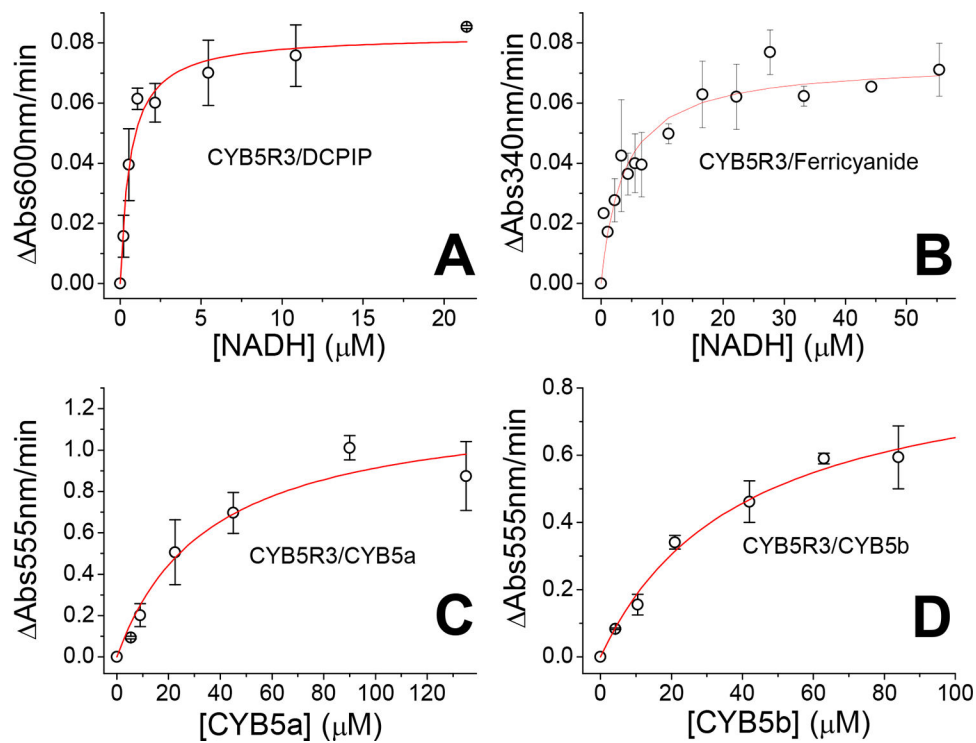 0.08
0.06
0.04
0.02
0.00
ΔAbs600nm/min
CYB5R3/DCPIP
A
0
5
10
15
20
[NADH] (μM)
0.08
0.06
0.04
0.02
0.00
ΔAbs340nm/min
CYB5R3/Ferricyanide
B
0
10
20
30
40
50
[NADH] (μM)
1.2
1.0
0.8
0.6
0.4
0.2
0.0
ΔAbs555nm/min
CYB5R3/CYB5a
C
0
20
40
60
80
100
120
[CYB5a] (μM)
0.8
0.6
0.4
0.2
0.0
ΔAbs555nm/min
CYB5R3/CYB5b
D
0
20
40
60
80
100
[CYB5b] (μM)